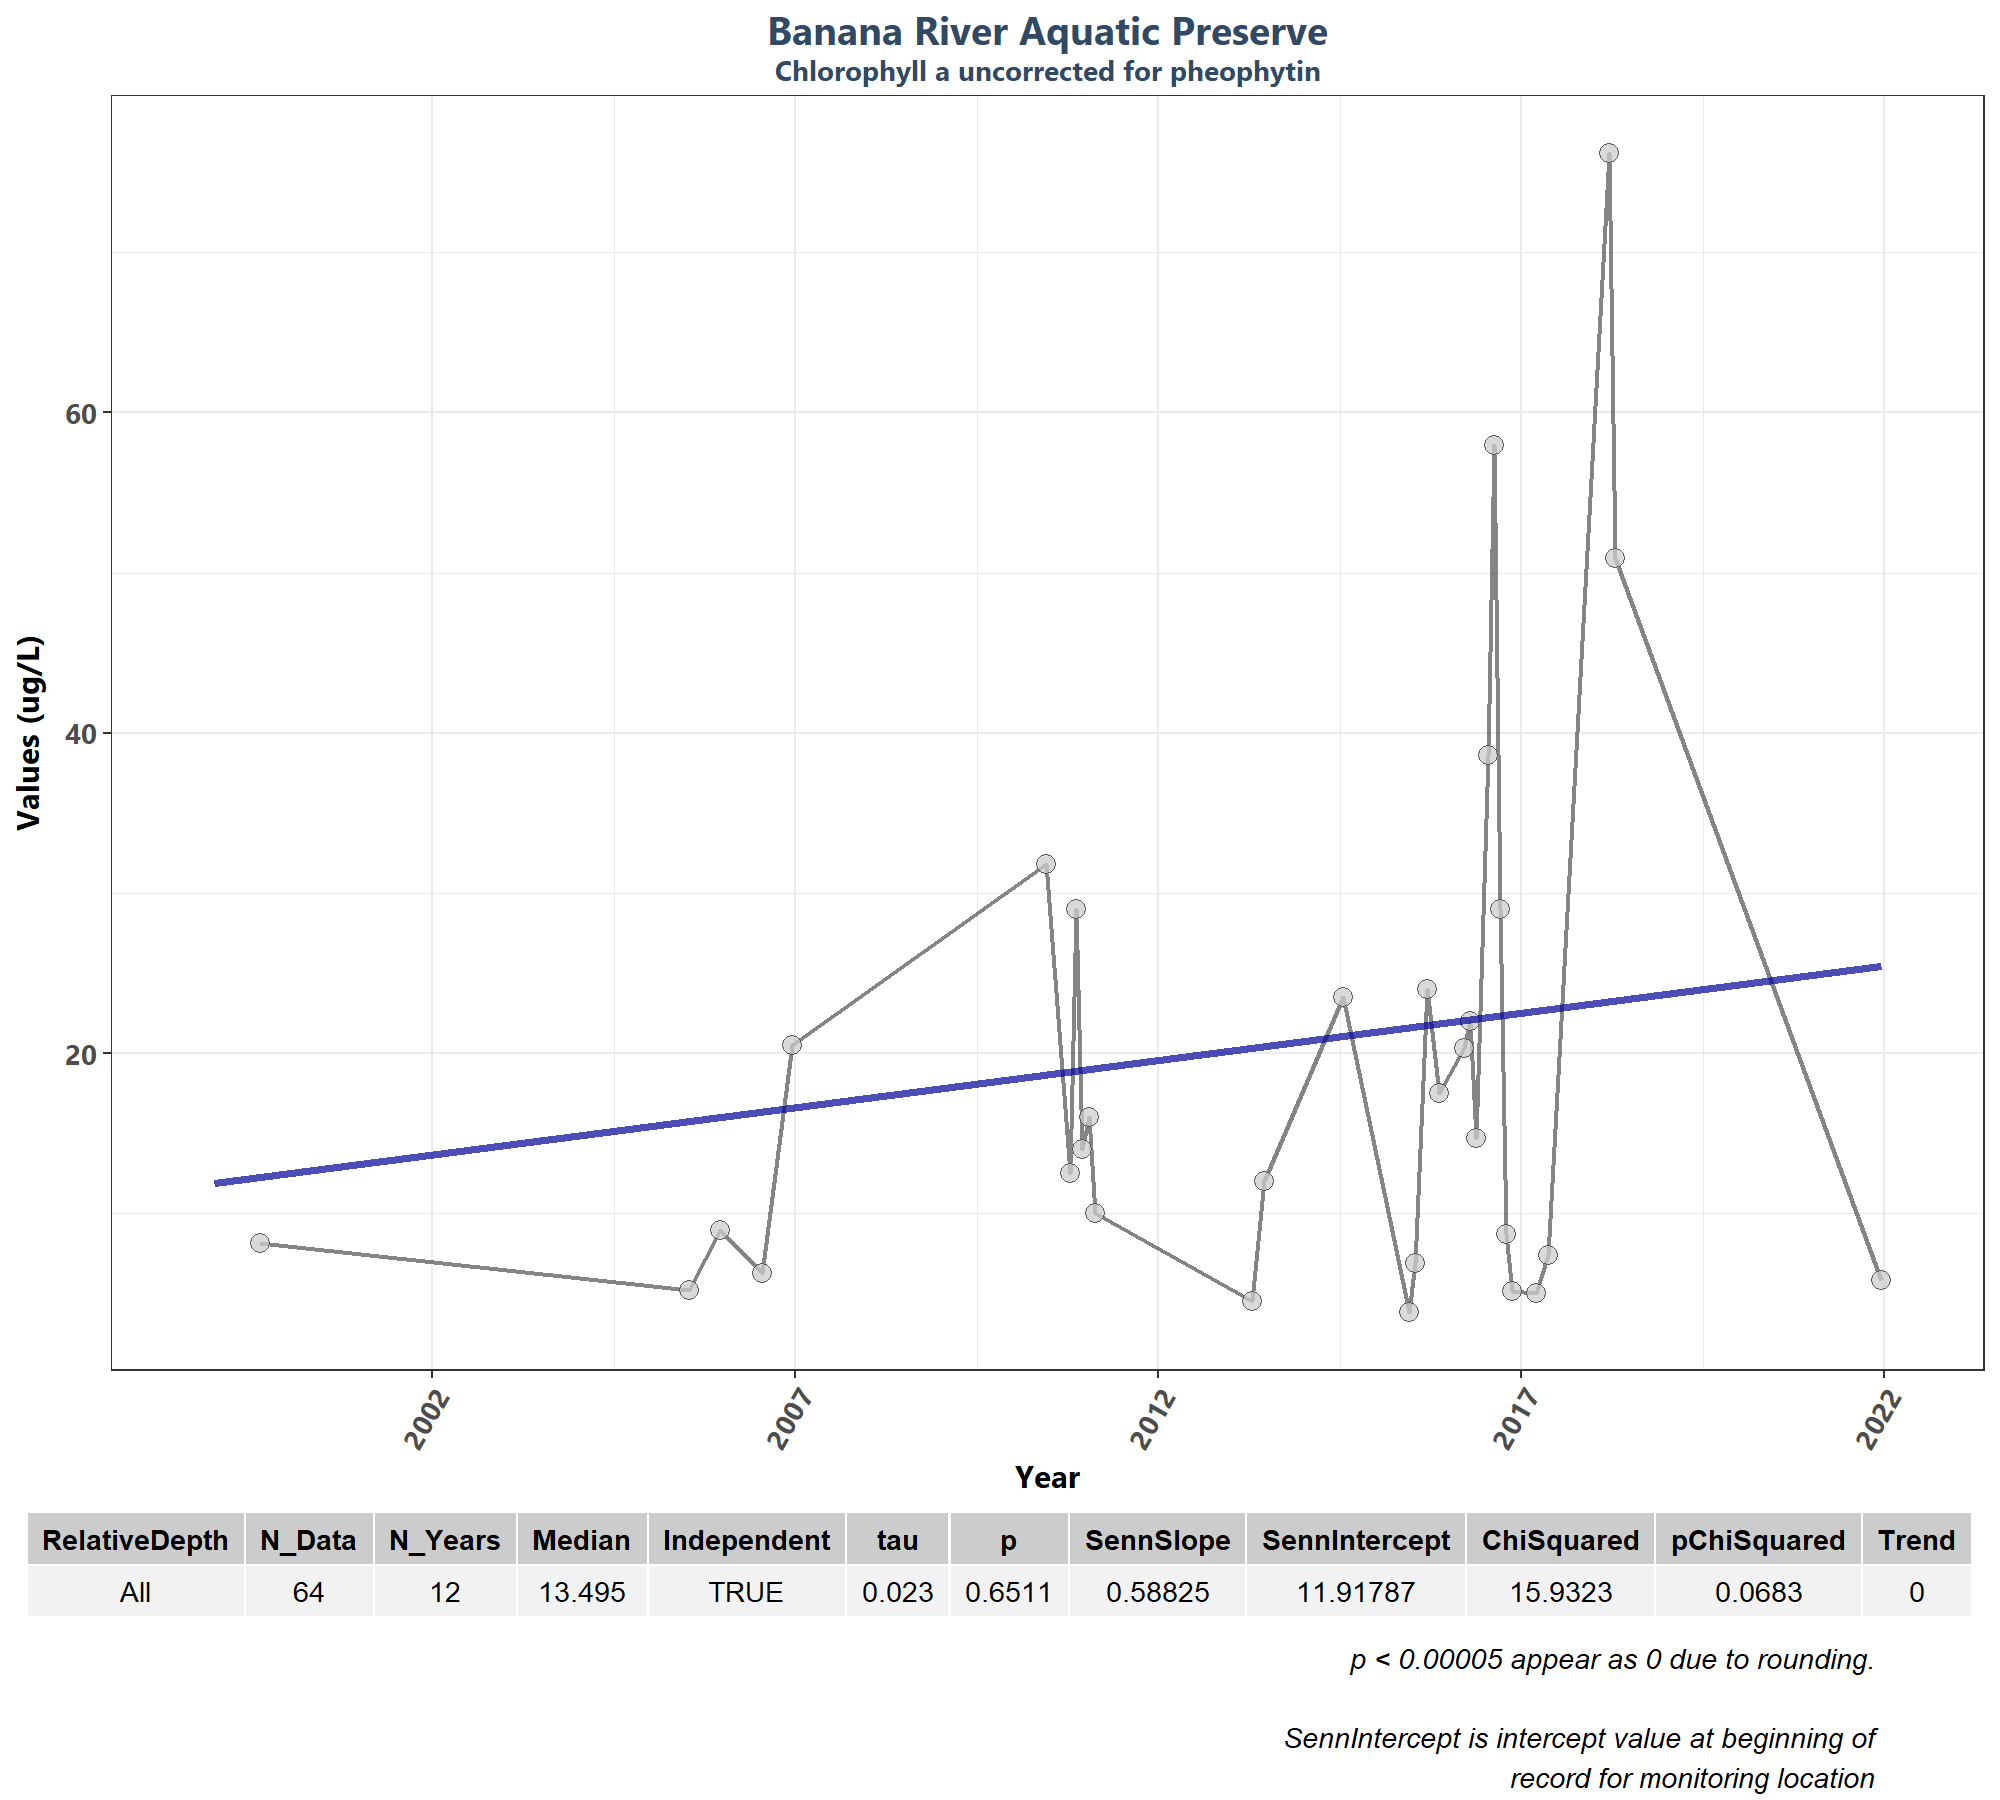 Banana River Aquatic Preserve
Chlorophyll a uncorrected for pheophytin
Values (ug/L)
60
40
20
2002 2007 2012 2017 2022
Year
RelativeDepth N_Data N_Years Median Independent tau p SennSlope SennIntercept ChiSquared pChiSquared Trend
All 64 12 13.495 TRUE 0.023 0.6511 0.58825 11.91787 15.9323 0.0683 0
p < 0.00005 appear as 0 due to rounding.
SennIntercept is intercept value at beginning of
record for monitoring location